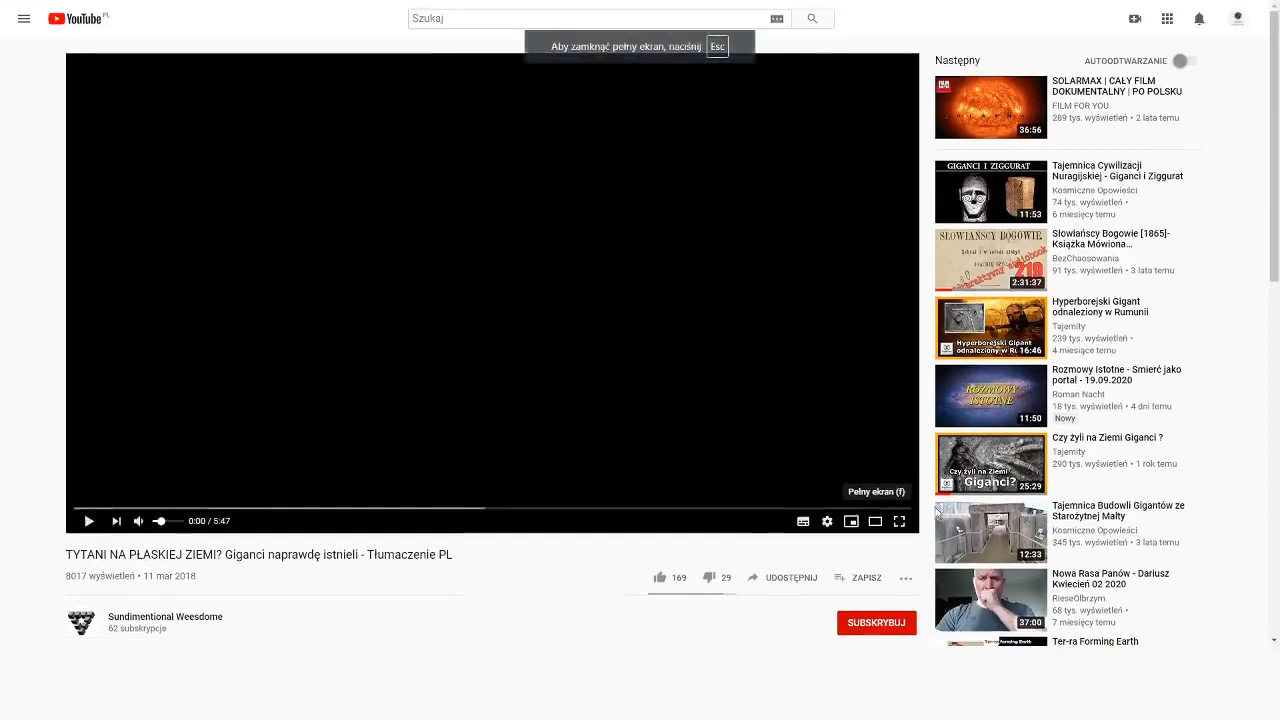 YouTube PL
Szukaj
Aby zamknąć pełny ekran, naciśnij Esc
Pełny ekran (f)
0:00 / 5:47
TYTANI NA PŁASKIEJ ZIEMI? Giganci naprawdę istnieli - Tłumaczenie PL
8017 wyświetleń • 11 mar 2018
169
29
UDOSTĘPNIJ
ZAPISZ
Sundimentional Weesdome
62 subskrypcje
SUBSKRYBUJ
Następny
AUTOODTWARZANIE
36:56
SOLARMAX | CAŁY FILM
DOKUMENTALNY | PO POLSKU
FILM FOR YOU
289 tys. wyświetleń • 2 lata temu
GIGANCI I ZIGGURAT
11:53
Tajemnica Cywilizacji
Nuragijskiej - Giganci i Ziggurat
Kosmiczne Opowieści
74 tys. wyświetleń •
6 miesięcy temu
SŁOWIAŃSCY BOGOWIE.
2:31:37
Słowiańscy Bogowie [1865]-
Książka Mówiona...
BezChaosowania
91 tys. wyświetleń • 3 lata temu
Hyperborejski Gigant
odnaleziony w Ru
16:46
Hyperborejski Gigant
odnaleziony w Rumunii
Tajemity
239 tys. wyświetleń •
4 miesiące temu
ROZMOWY
ISTOTNE
11:50
Rozmowy Istotne - Śmierć jako
portal - 19.09.2020
Roman Nacht
18 tys. wyświetleń • 4 dni temu
Nowy
Czy żyli na Ziemi
Giganci?
25:29
Czy żyli na Ziemi Giganci ?
Tajemity
290 tys. wyświetleń • 1 rok temu
12:33
Tajemnica Budowli Gigantów ze
Starożytnej Malty
Kosmiczne Opowieści
345 tys. wyświetleń • 3 lata temu
37:00
Nowa Rasa Panów - Dariusz
Kwiecień 02 2020
RieseOlbrzym
68 tys. wyświetleń •
7 miesięcy temu
Ter-ra Forming Earth